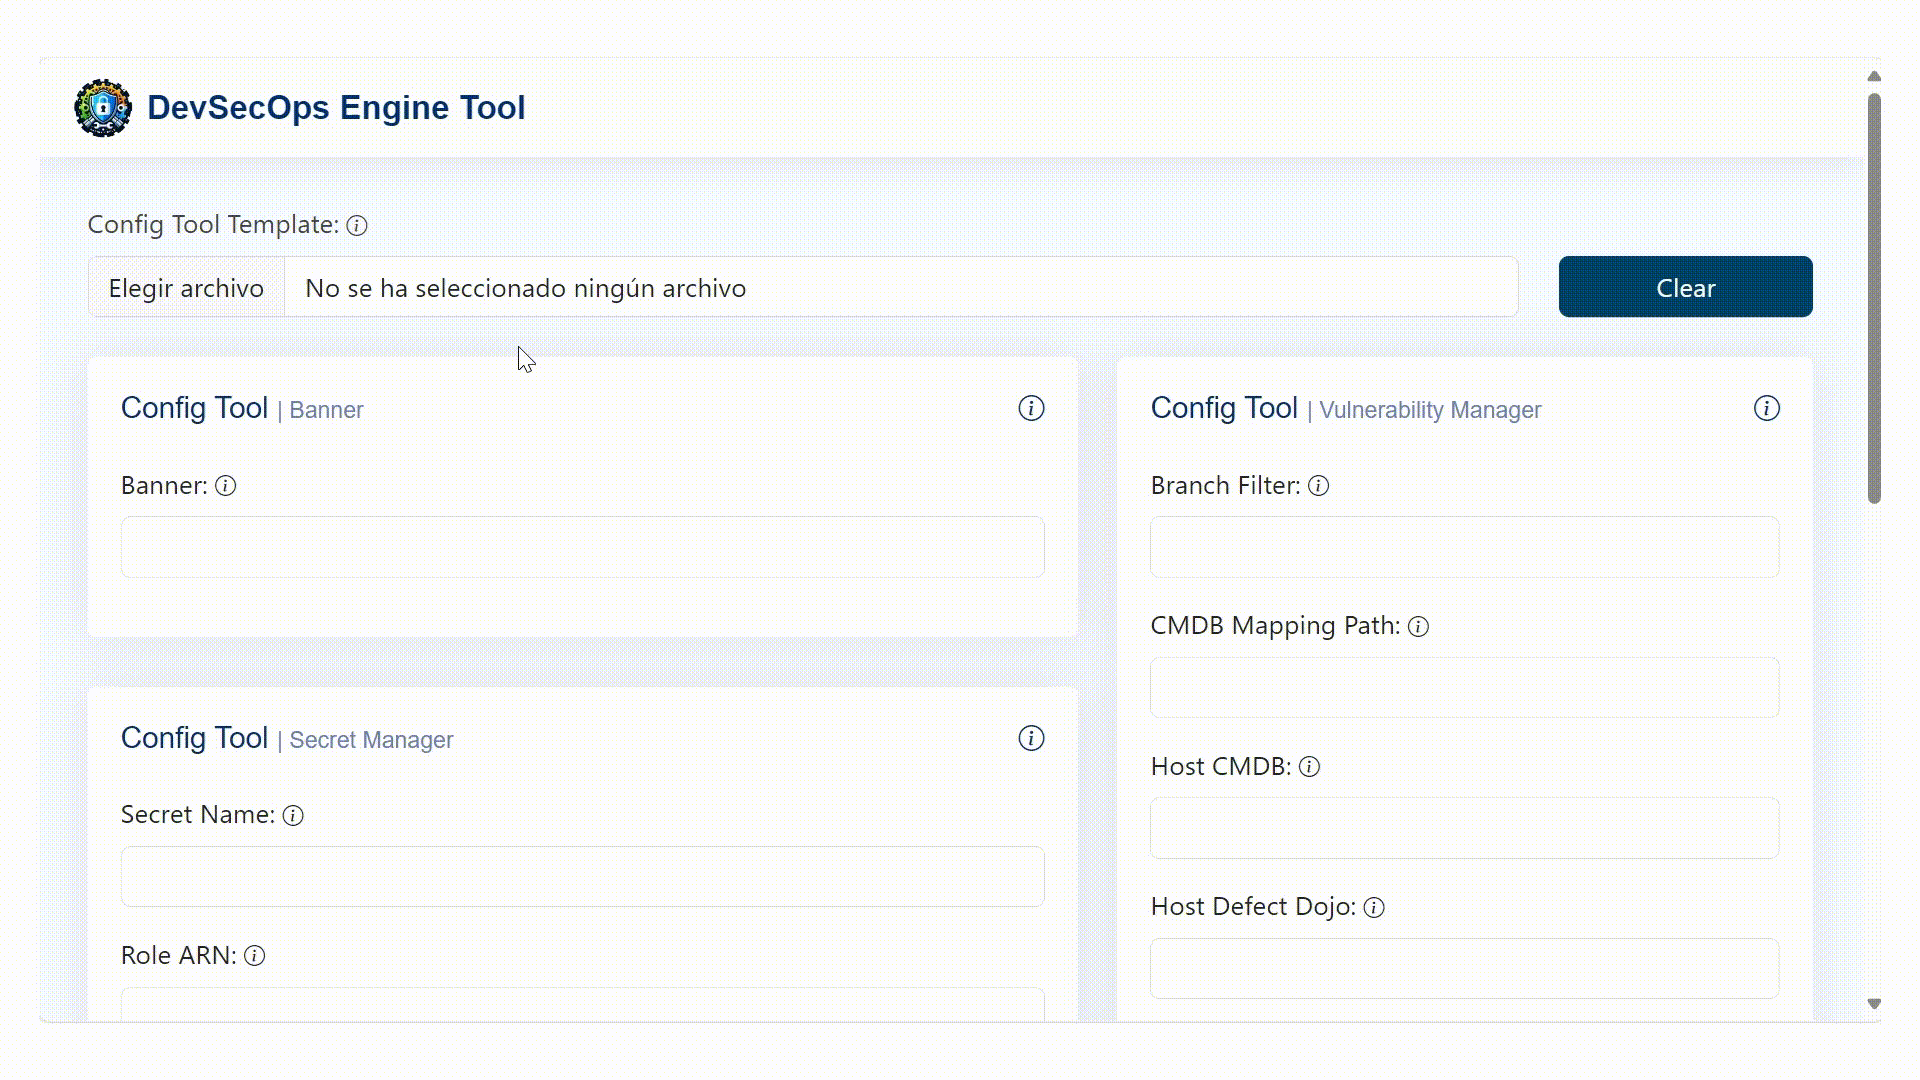 DevSecOps Engine Tool
Config Tool Template:
Elegir archivo
No se ha seleccionado ningún archivo
Clear
Config Tool | Banner
Banner:
Config Tool | Secret Manager
Secret Name:
Role ARN:
Config Tool | Vulnerability Manager
Branch Filter:
CMDB Mapping Path:
Host CMDB:
Host Defect Dojo: